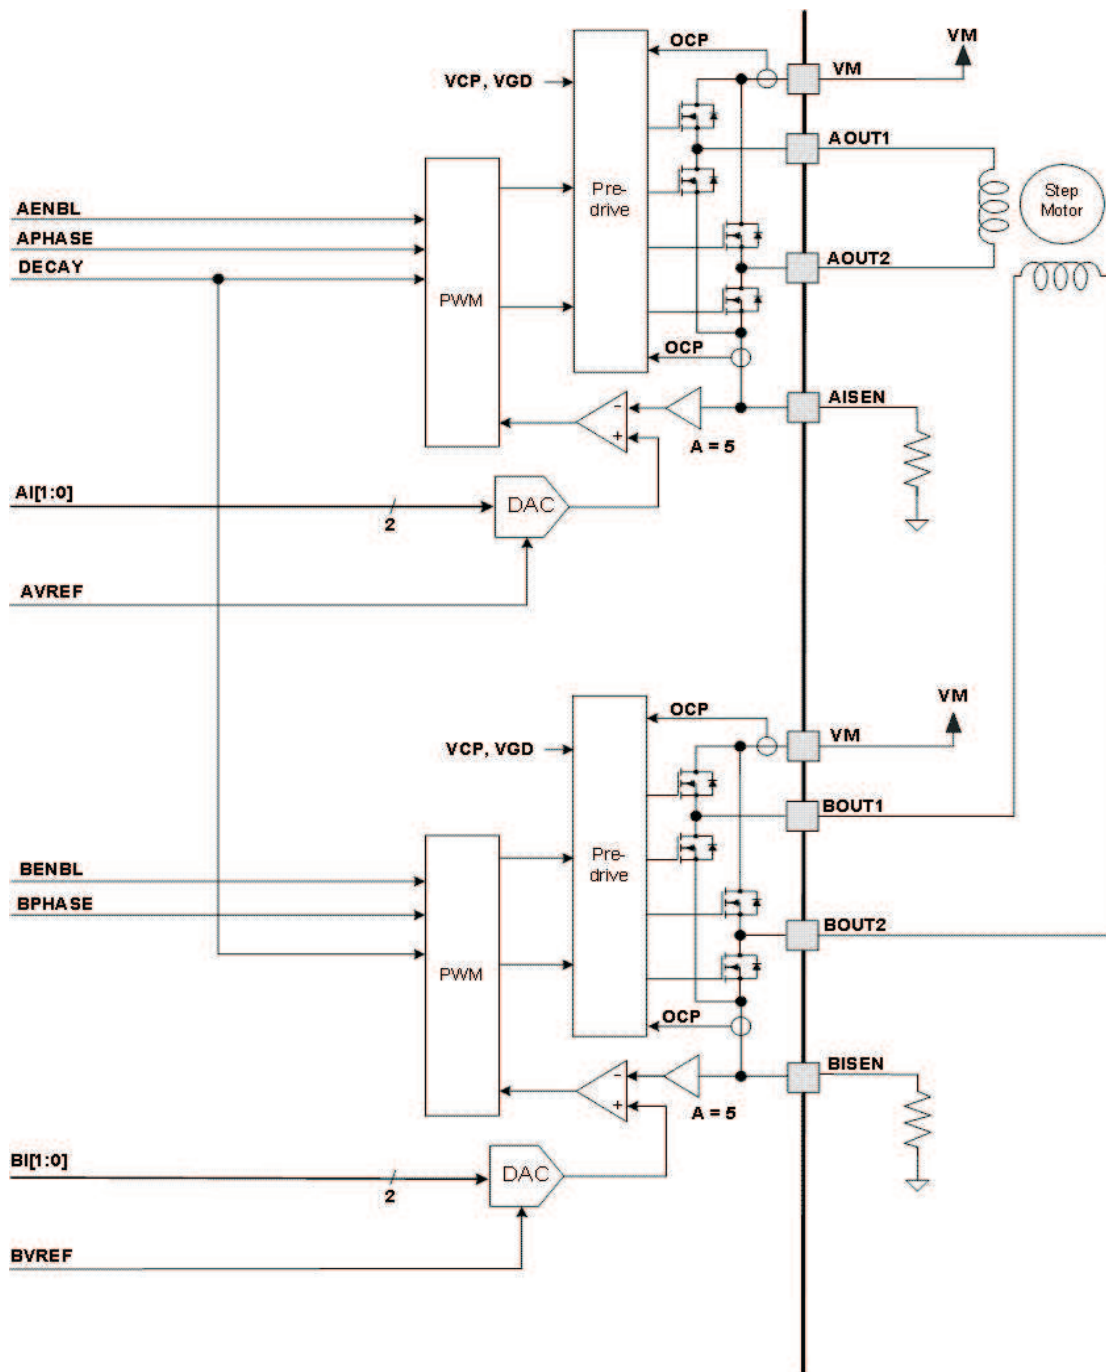 VM
OCP
VM
VCP, VGD
AOUT1
Pre-
drive
Step
Motor
AENBL
APHASE
DECAY
AOUT2
PWM
OCP
AISEN
-
+
A = 5
AI[1:0]
2
DAC
AVREF
VM
OCP
VM
VCP, VGD
BOUT1
Pre-
drive
BENBL
BPHASE
BOUT2
PWM
OCP
BISEN
-
+
A = 5
BI[1:0]
2
DAC
BVREF